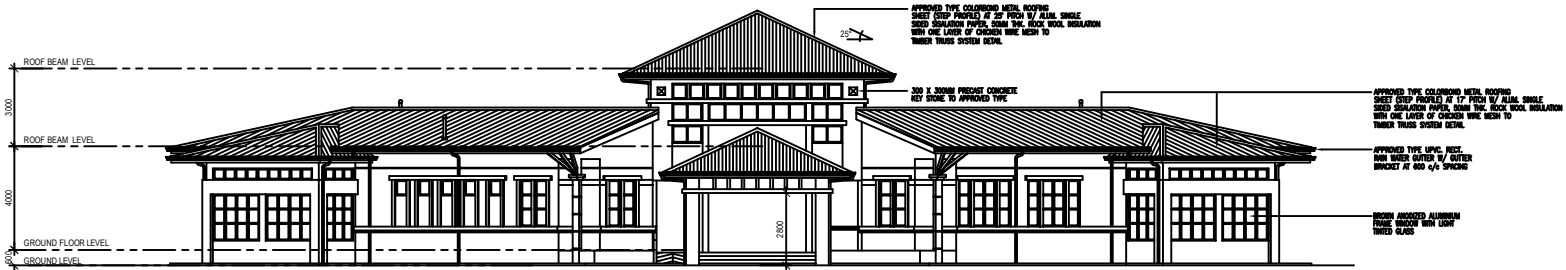 APPROVED TYPE COLORBOND METAL ROOFING
SHEET (STEP PROFILE) AT 25° PITCH W/ ALUM. SINGLE
SIDED SISALATION PAPER, 50MM THK. ROCK WOOL INSULATION
WITH ONE LAYER OF CHICKEN WIRE MESH TO
TIMBER TRUSS SYSTEM DETAIL
25°
ROOF BEAM LEVEL
3000
300 X 300MM PRECAST CONCRETE
KEY STONE TO APPROVED TYPE
APPROVED TYPE COLORBOND METAL ROOFING
SHEET (STEP PROFILE) AT 17° PITCH W/ ALUM. SINGLE
SIDED SISALATION PAPER, 50MM THK. ROCK WOOL INSULATION
WITH ONE LAYER OF CHICKEN WIRE MESH TO
TIMBER TRUSS SYSTEM DETAIL
ROOF BEAM LEVEL
APPROVED TYPE UPVC. RECT.
RAIN WATER GUTTER W/ GUTTER
BRACKET AT 600 c/c SPACING
4000
2800
BROWN ANODIZED ALUMINIUM
FRAME WINDOW WITH LIGHT
TINTED GLASS
GROUND FLOOR LEVEL
600
GROUND LEVEL